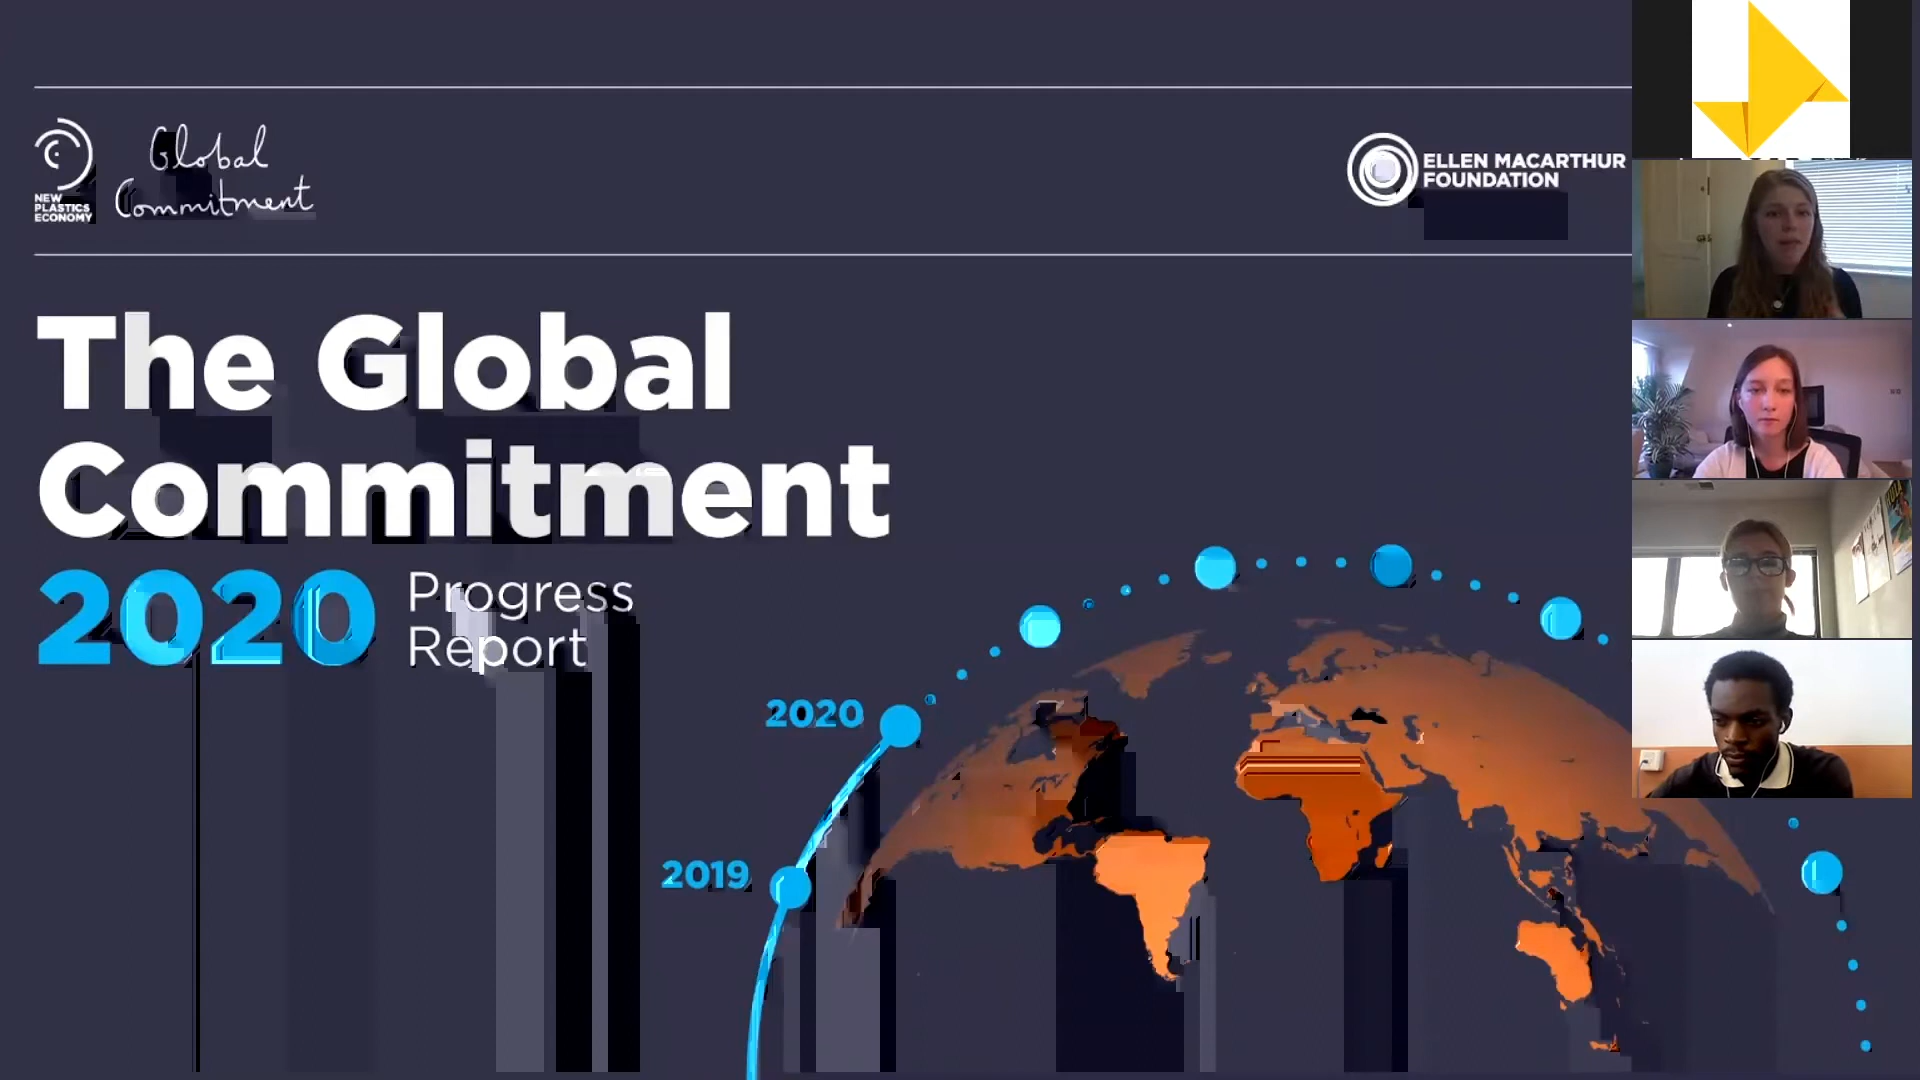 NEW
PLASTICS
ECONOMY
Global
Commitment
ELLEN MACARTHUR
FOUNDATION
The Global
Commitment
2020 Progress
Report
2020
2019